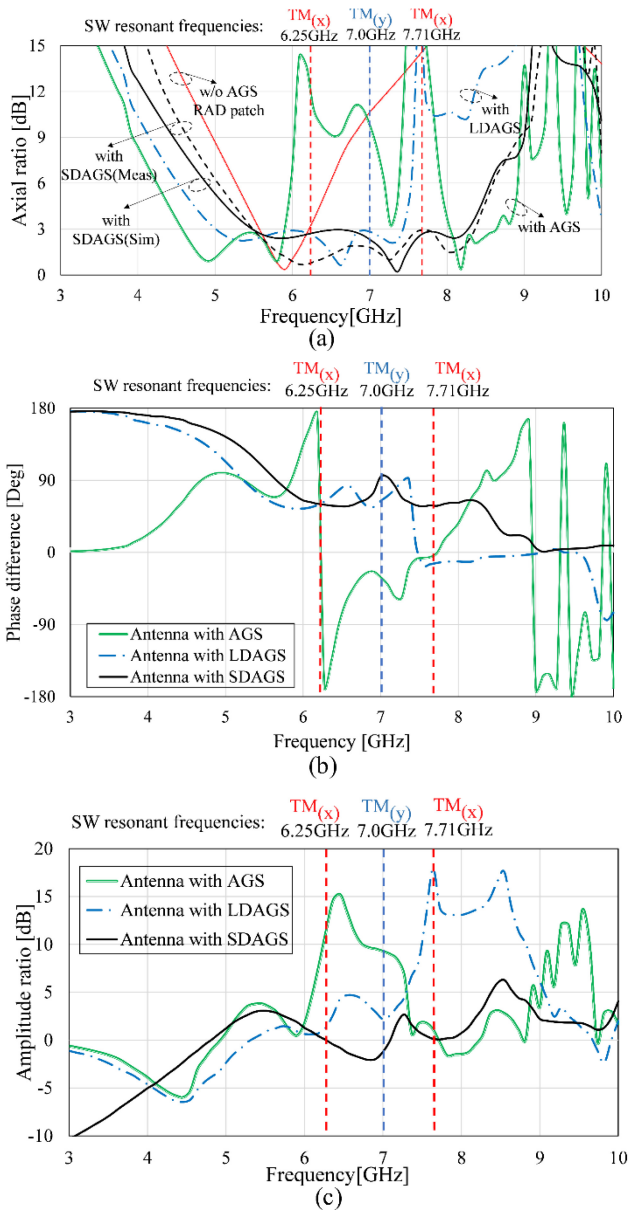 SW resonant frequencies: TM(x) TM(y) TM(x)
6.25GHz 7.0GHz 7.71GHz
15
12
9
6
3
0
Axial ratio [dB]
w/o AGS
RAD patch
with
LDAGS
with
SDAGS(Meas)
with
SDAGS(Sim)
with AGS
3 4 5 6 7 8 9 10
Frequency[GHz]
(a)
SW resonant frequencies: TM(x) TM(y) TM(x)
6.25GHz 7.0GHz 7.71GHz
180
90
0
-90
-180
Phase difference [Deg]
Antenna with AGS
Antenna with LDAGS
Antenna with SDAGS
3 4 5 6 7 8 9 10
Frequency [GHz]
(b)
SW resonant frequencies: TM(x) TM(y) TM(x)
6.25GHz 7.0GHz 7.71GHz
20
15
10
5
0
-5
-10
Amplitude ratio [dB]
Antenna with AGS
Antenna with LDAGS
Antenna with SDAGS
3 4 5 6 7 8 9 10
Frequency[GHz]
(c)